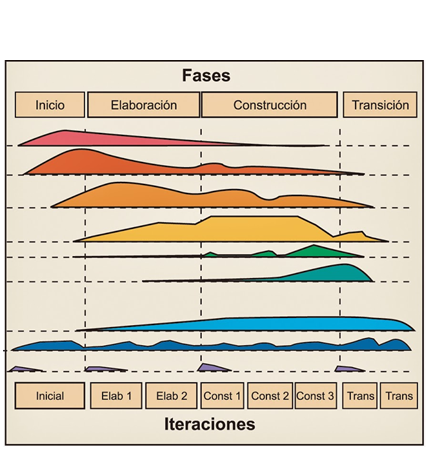 Fases
Inicio Elaboración Construcción Transición
Inicial Elab 1 Elab 2 Const 1 Const 2 Const 3 Trans Trans
Iteraciones